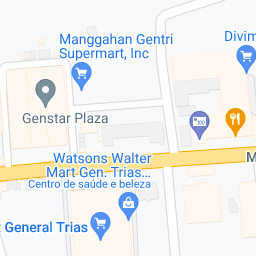 Manggahan Gentri
Supermart, Inc
Divim
Genstar Plaza
Watsons Walter
Mart Gen. Trias...
Centro de saúde e beleza
M
t General Trias